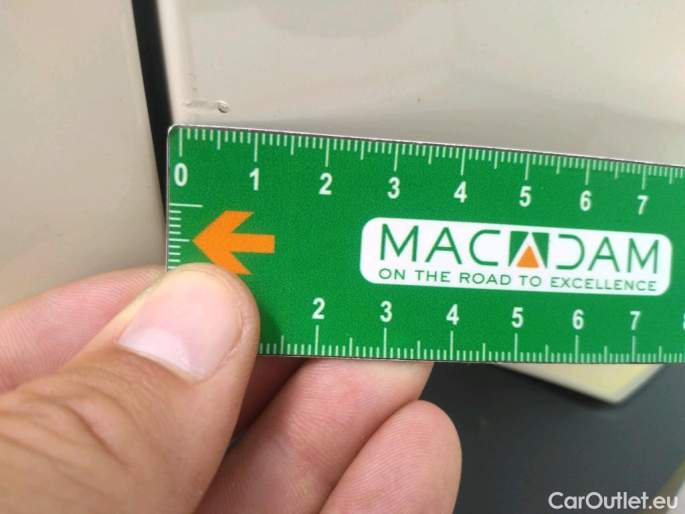 0 1 2 3 4 5 6 7
MACADAM
ON THE ROAD TO EXCELLENCE
2 3 4 5 6 7
CarOutlet.eu